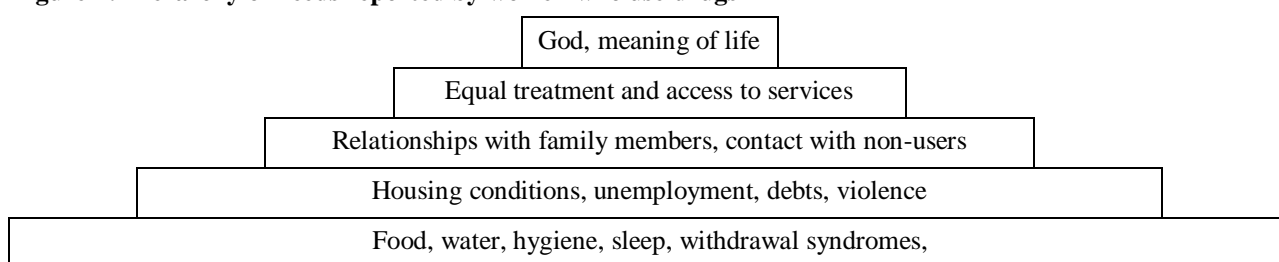 God, meaning of life
Equal treatment and access to services
Relationships with family members, contact with non-users
Housing conditions, unemployment, debts, violence
Food, water, hygiene, sleep, withdrawal syndromes,